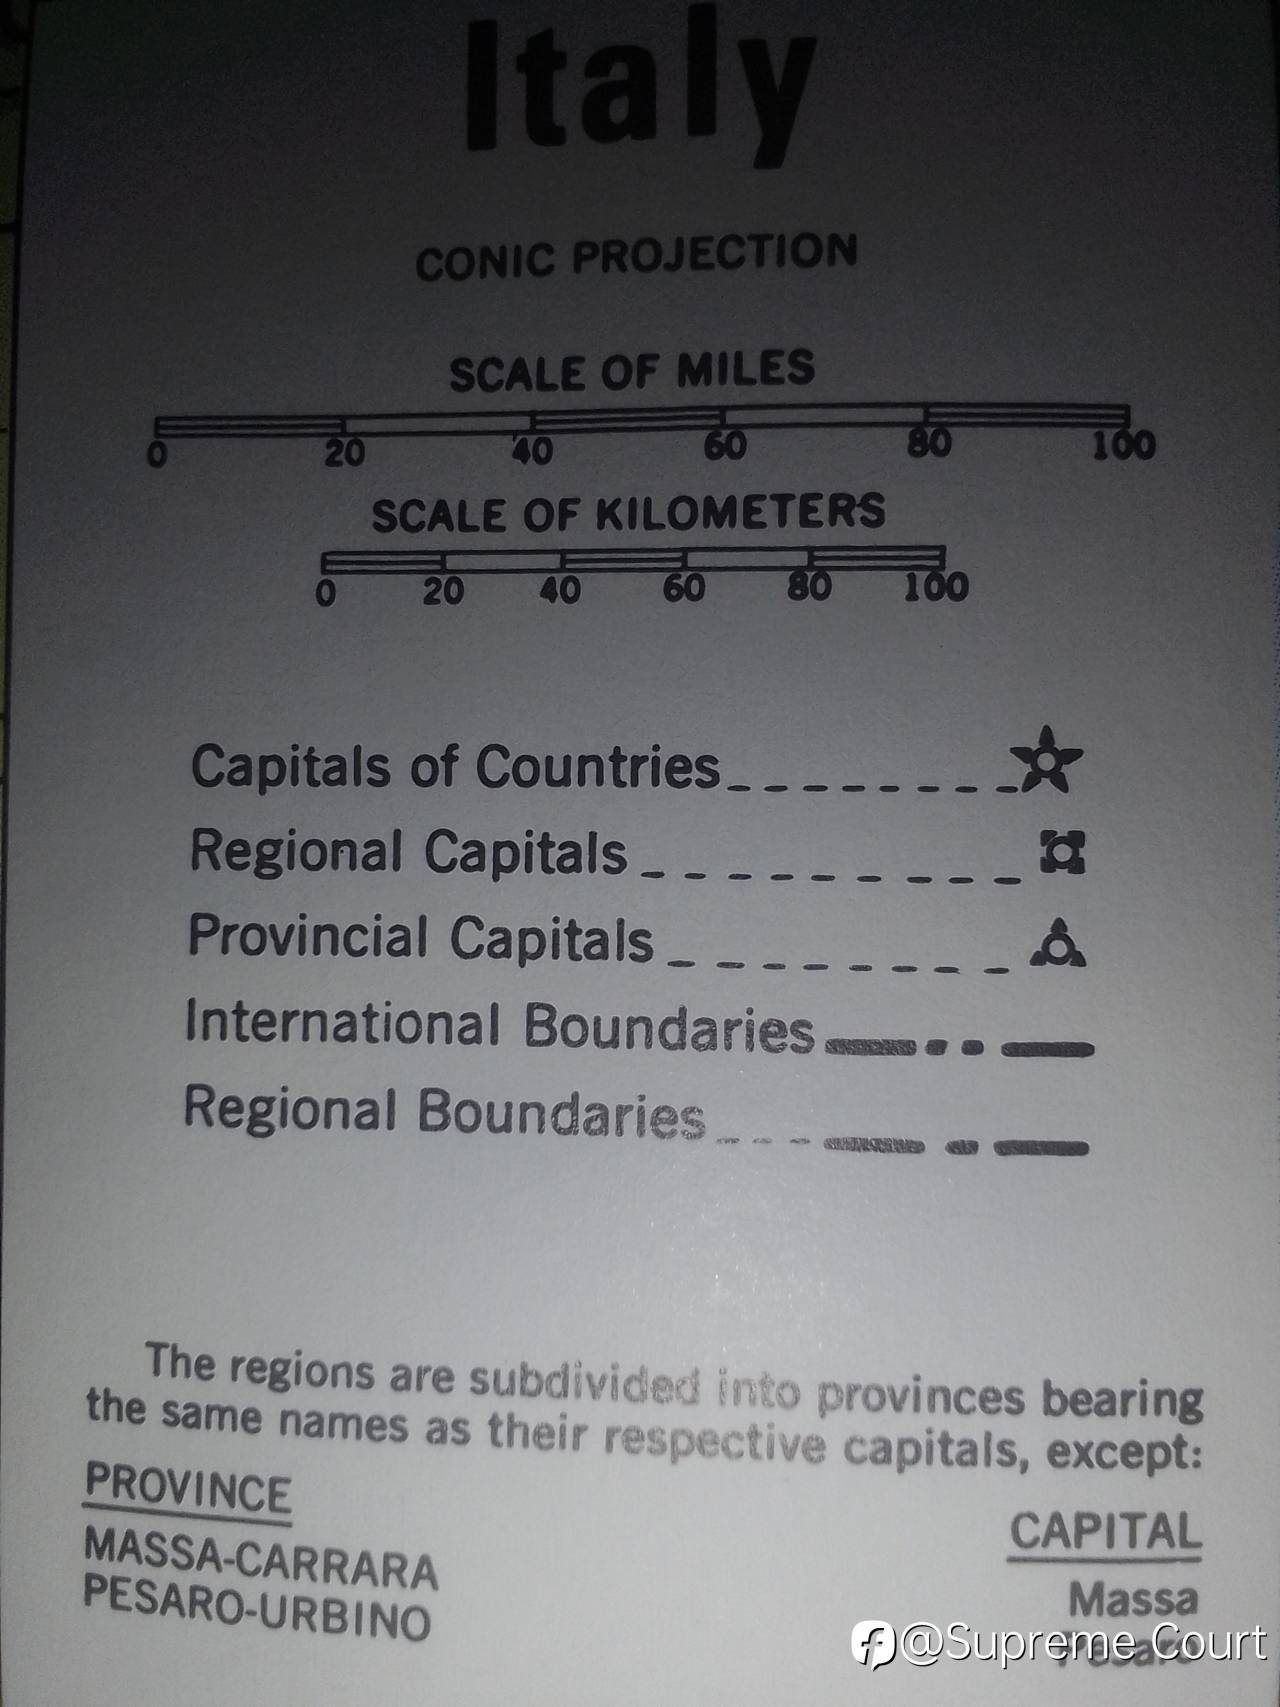 Italy
CONIC PROJECTION
SCALE OF MILES
0 20 40 60 80 100
SCALE OF KILOMETERS
0 20 40 60 80 100
Capitals of Countries
Regional Capitals
Provincial Capitals
International Boundaries
Regional Boundaries
The regions are subdivided into provinces bearing
the same names as their respective capitals, except:
PROVINCE CAPITAL
MASSA-CARRARA Massa
PESARO-URBINO Pesaro
@Supreme Court